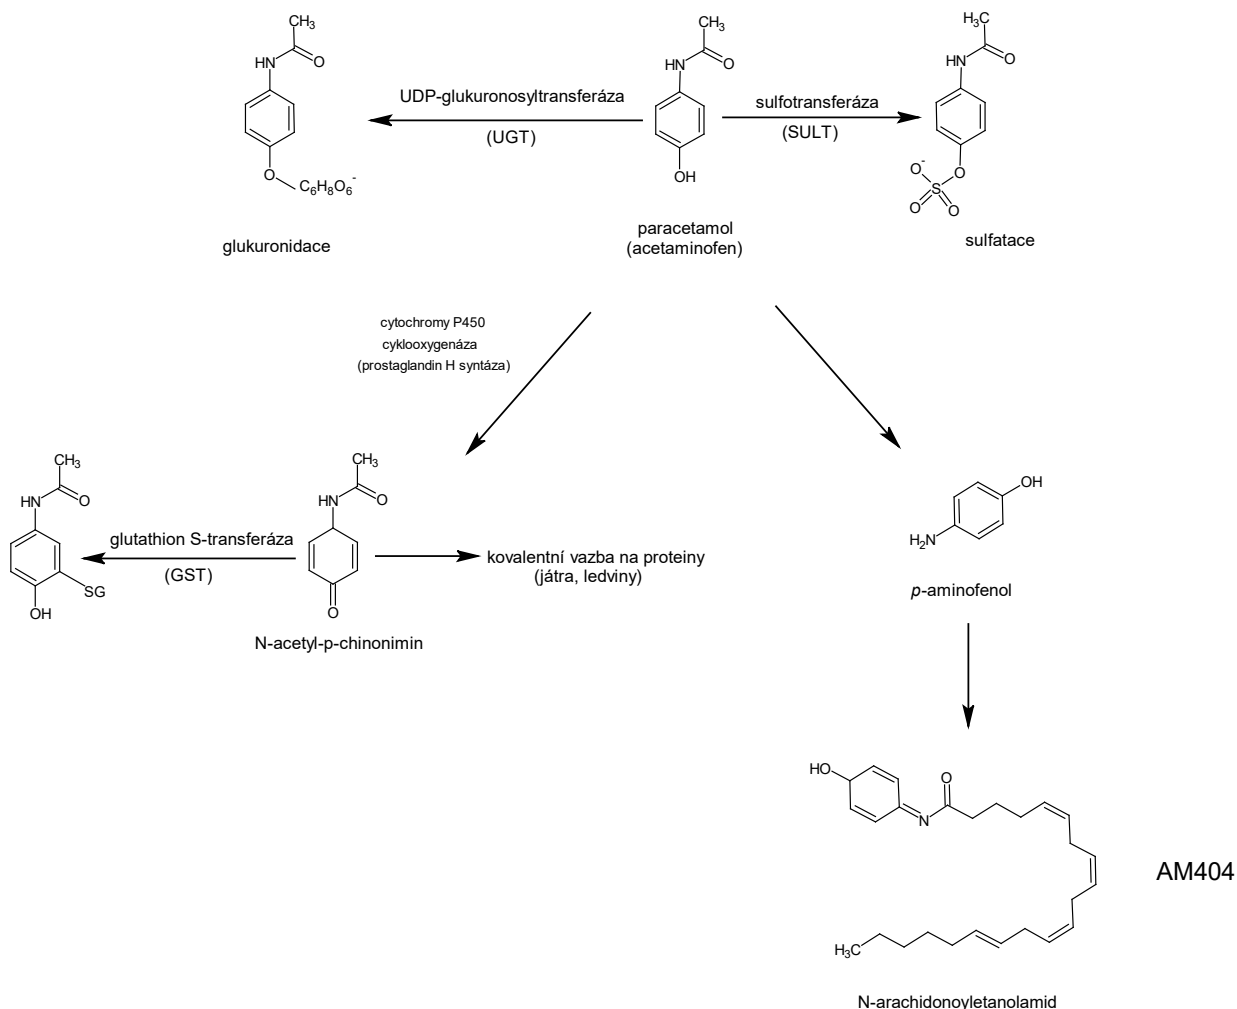 CH3
HN
O
O
C6H8O6-
glukuronidace
UDP-glukuronosyltransferáza
(UGT)
CH3
HN
O
OH
paracetamol
(acetaminofen)
sulfotransferáza
(SULT)
H3C
HN
O
O-
O
S
O
O
sulfatace
cytochromy P450
cyklooxygenáza
(prostaglandin H syntáza)
CH3
HN
O
SG
OH
glutathion S-transferáza
(GST)
CH3
HN
O
O
N-acetyl-p-chinonimin
kovalentní vazba na proteiny
(játra, ledviny)
OH
H2N
p-aminofenol
HO
O
N
H3C
AM404
N-arachidonoyletanolamid